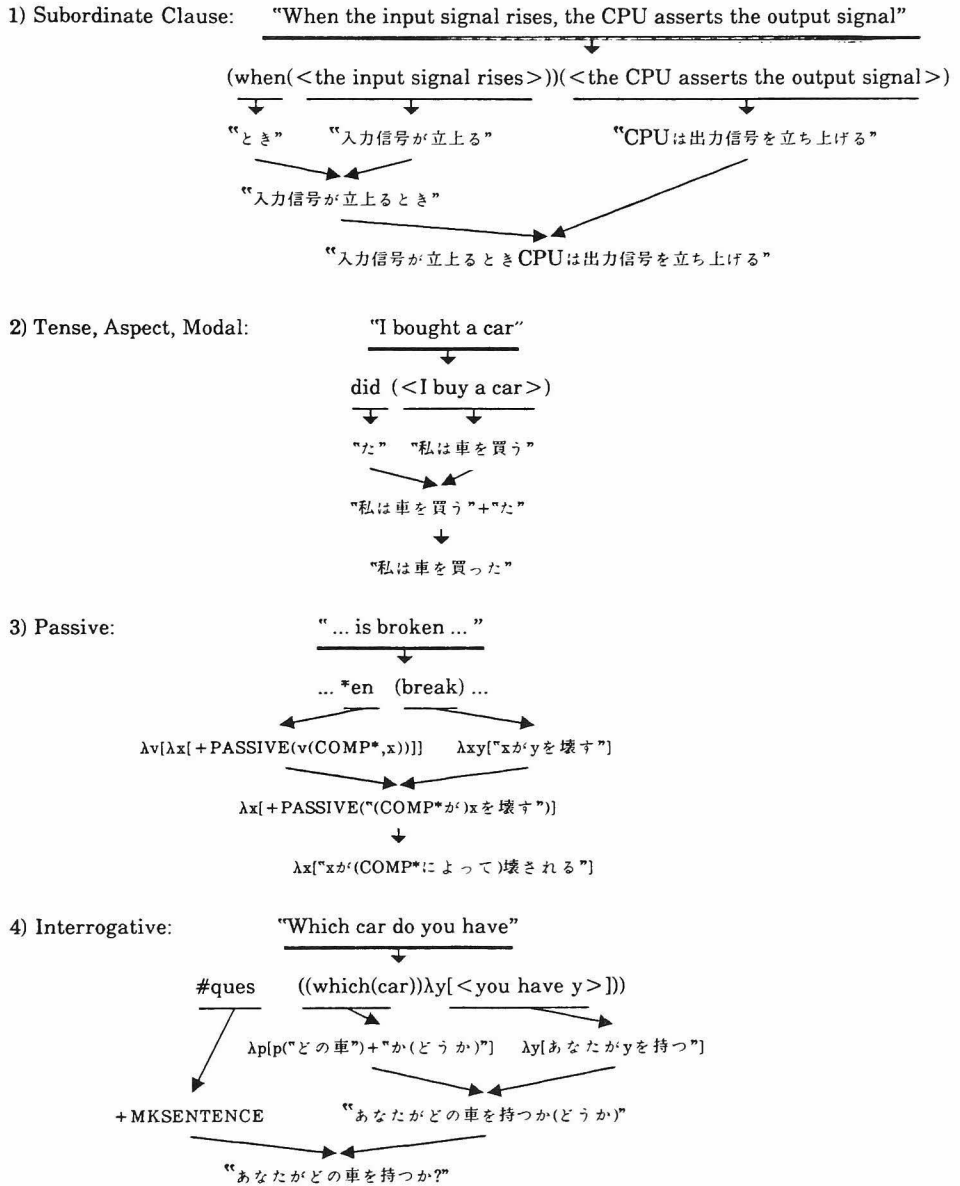 1) Subordinate Clause: "When the input signal rises, the CPU asserts the output signal"
(when(<the input signal rises>))(<the CPU asserts the output signal>)
"とき" "入力信号が立上る" "CPUは出力信号を立ち上げる"
"入力信号が立上るとき"
"入力信号が立上るときCPUは出力信号を立ち上げる"
2) Tense, Aspect, Modal: "I bought a car"
did (<I buy a car>)
"た" "私は車を買う"
"私は車を買う"+"た"
"私は車を買った"
3) Passive: " ... is broken ... "
... *en (break) ...
λv[λx[+PASSIVE(v(COMP*,x))]] λxy["xがyを壊す"]
λx[+PASSIVE("(COMP*が)xを壊す")]
λx["xが(COMP*によって)壊される"]
4) Interrogative: "Which car do you have"
#ques ((which(car))λy[<you have y>]))
λp[p("どの車")+"か(どうか)"] λy[あなたがyを持つ"]
+MKSENTENCE "あなたがどの車を持つか(どうか)"
"あなたがどの車を持つか?"